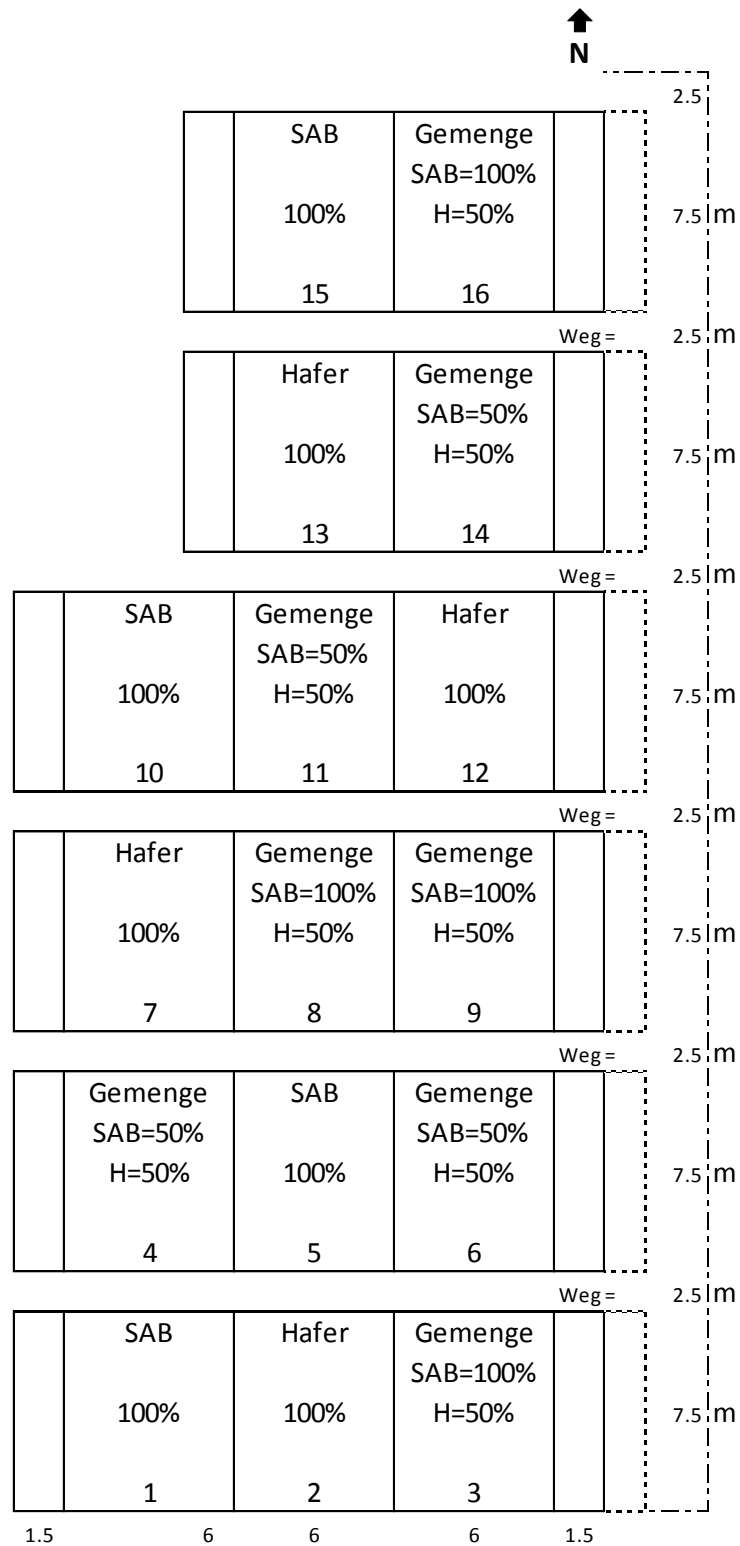 N
2.5
SAB Gemenge
SAB=100%
100% H=50% 7.5 m
15 16
Weg = 2.5 m
Hafer Gemenge
SAB=50%
100% H=50% 7.5 m
13 14
Weg = 2.5 m
SAB Gemenge Hafer
SAB=50%
100% H=50% 100% 7.5 m
10 11 12
Weg = 2.5 m
Hafer Gemenge Gemenge
SAB=100% SAB=100%
100% H=50% H=50% 7.5 m
7 8 9
Weg = 2.5 m
Gemenge SAB Gemenge
SAB=50% SAB=50%
H=50% 100% H=50% 7.5 m
4 5 6
Weg = 2.5 m
SAB Hafer Gemenge
SAB=100%
100% 100% H=50% 7.5 m
1 2 3
1.5 6 6 6 1.5